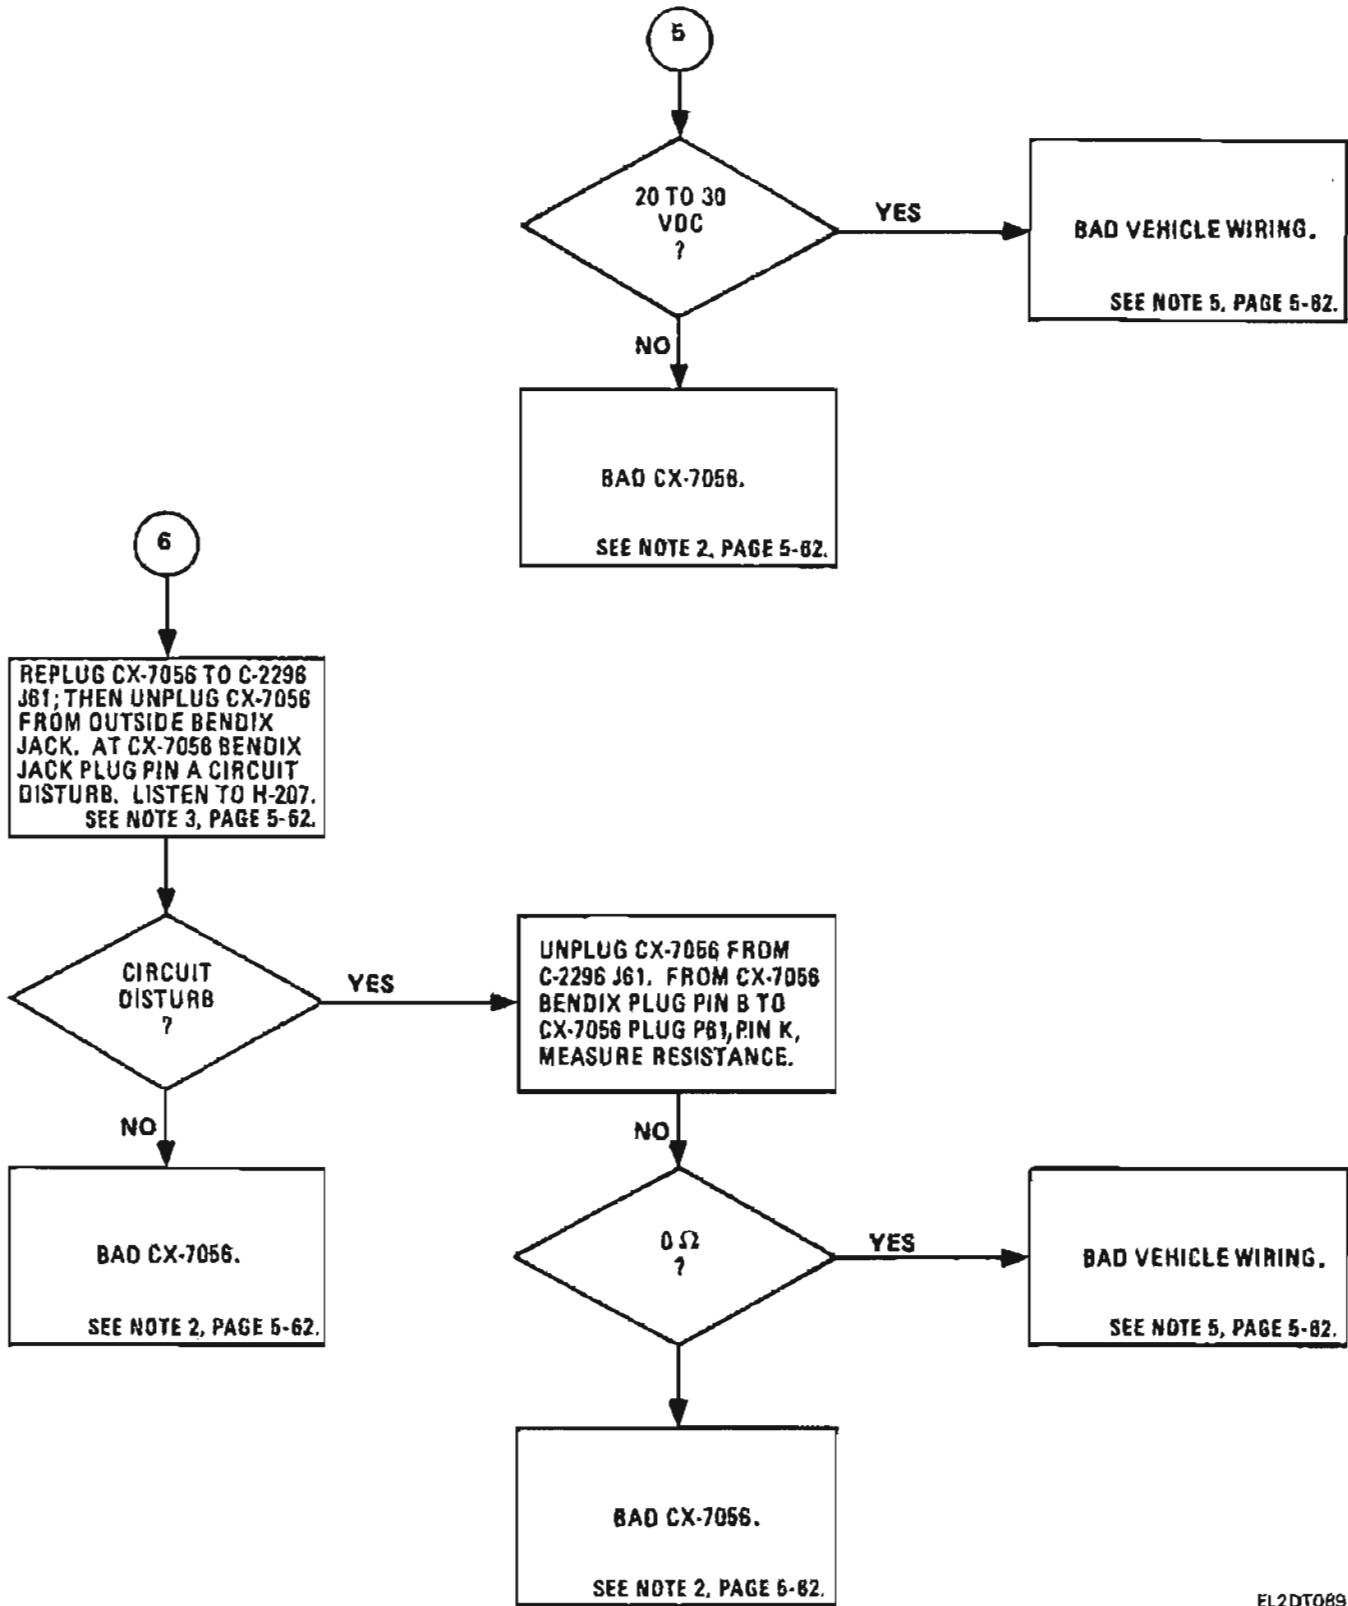 5
20 TO 30
VDC
?
YES
BAD VEHICLE WIRING.
SEE NOTE 5, PAGE 5-62.
NO
BAD CX-7056.
SEE NOTE 2, PAGE 5-62.
6
REPLUG CX-7056 TO C-2296
J61; THEN UNPLUG CX-7056
FROM OUTSIDE BENDIX
JACK. AT CX-7056 BENDIX
JACK PLUG PIN A CIRCUIT
DISTURB. LISTEN TO H-207.
SEE NOTE 3, PAGE 5-62.
CIRCUIT
DISTURB
?
YES
UNPLUG CX-7056 FROM
C-2296 J61. FROM CX-7056
BENDIX PLUG PIN B TO
CX-7056 PLUG P61, PIN K,
MEASURE RESISTANCE.
NO
BAD CX-7056.
SEE NOTE 2, PAGE 5-62.
NO
0 Ω
?
YES
BAD VEHICLE WIRING.
SEE NOTE 5, PAGE 5-62.
BAD CX-7056.
SEE NOTE 2, PAGE 5-62.
EL2DT089